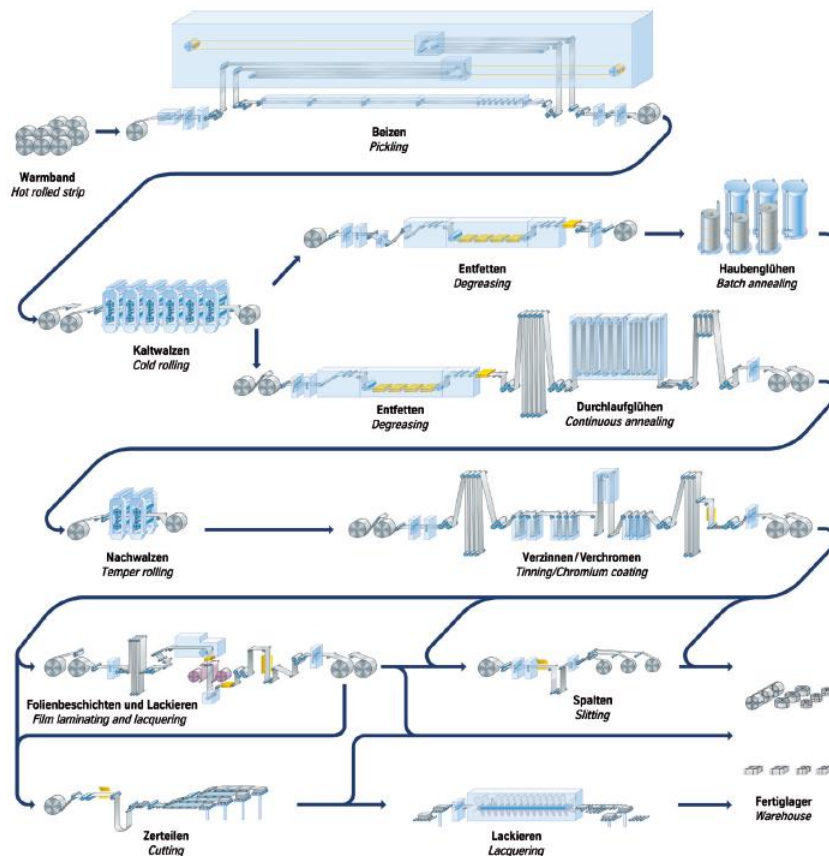 Beizen
Pickling
Warmband
Hot rolled strip
Entfetten
Degreasing
Haubenglühen
Batch annealing
Kaltwalzen
Cold rolling
Entfetten
Degreasing
Durchlaufglühen
Continuous annealing
Nachwalzen
Temper rolling
Verzinnen/Verchromen
Tinning/Chromium coating
Folienbeschichten und Lackieren
Film laminating and lacquering
Spalten
Slitting
Zerteilen
Cutting
Lackieren
Lacquering
Fertiglager
Warehouse